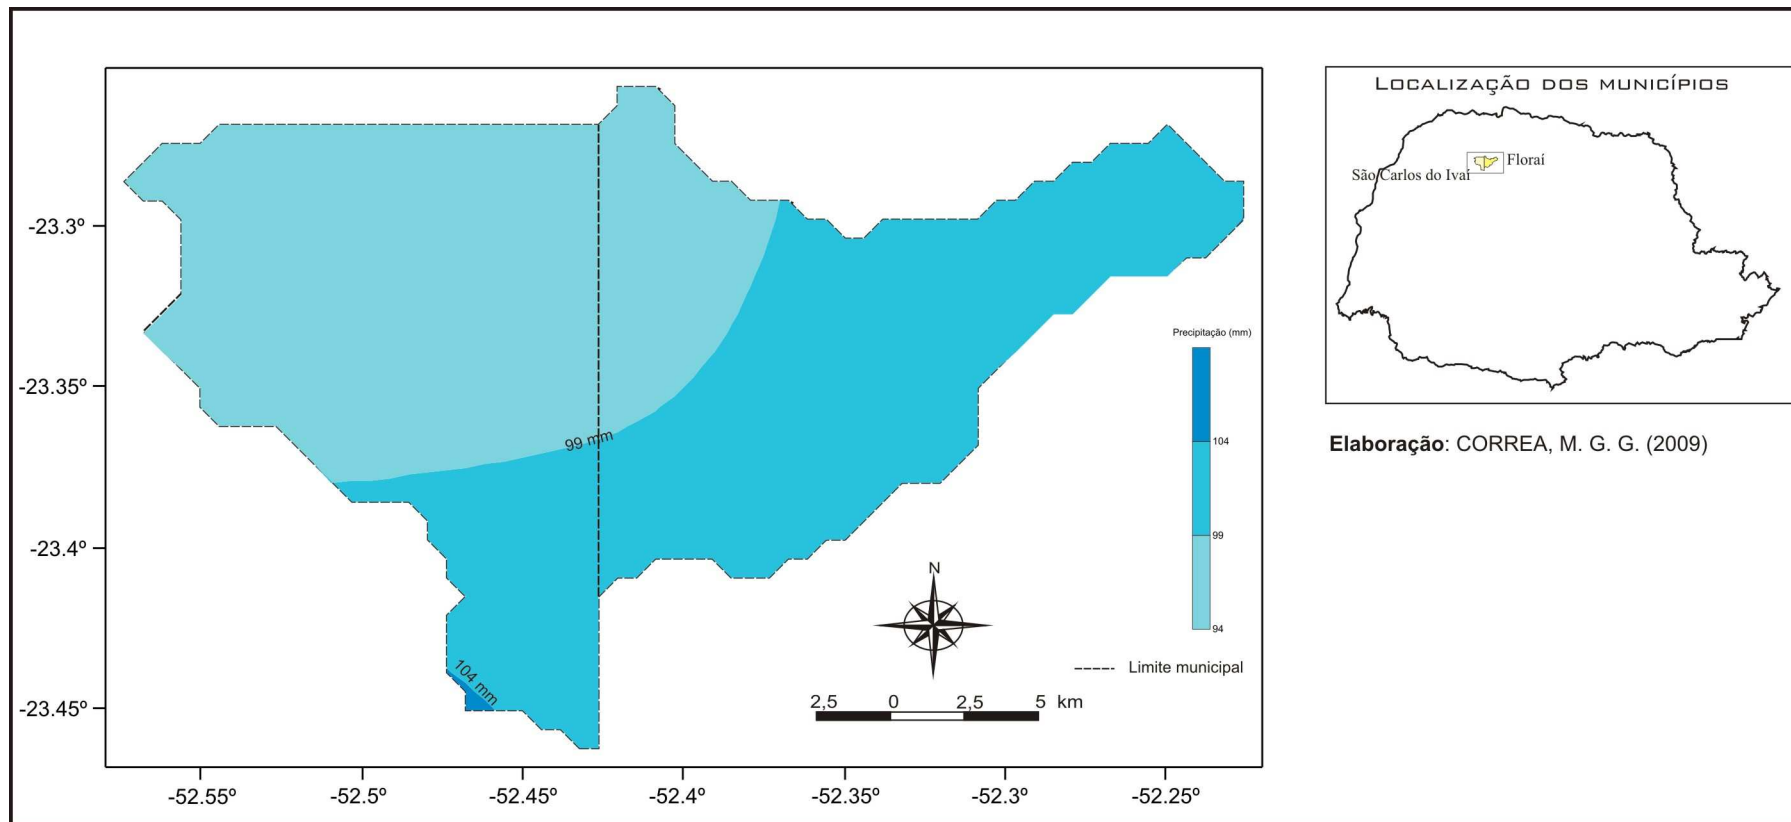 -23.3º
-23.35º
-23.4º
-23.45º
-52.55º
-52.5º
-52.45º
-52.4º
-52.35º
-52.3º
-52.25º
99 mm
104 mm
N
2,5 0 2,5 5 km
Limite municipal
Precipitação (mm)
104
99
94
LOCALIZAÇÃO DOS MUNICÍPIOS
Floraí
São Carlos do Ivaí
Elaboração: CORREA, M. G. G. (2009)